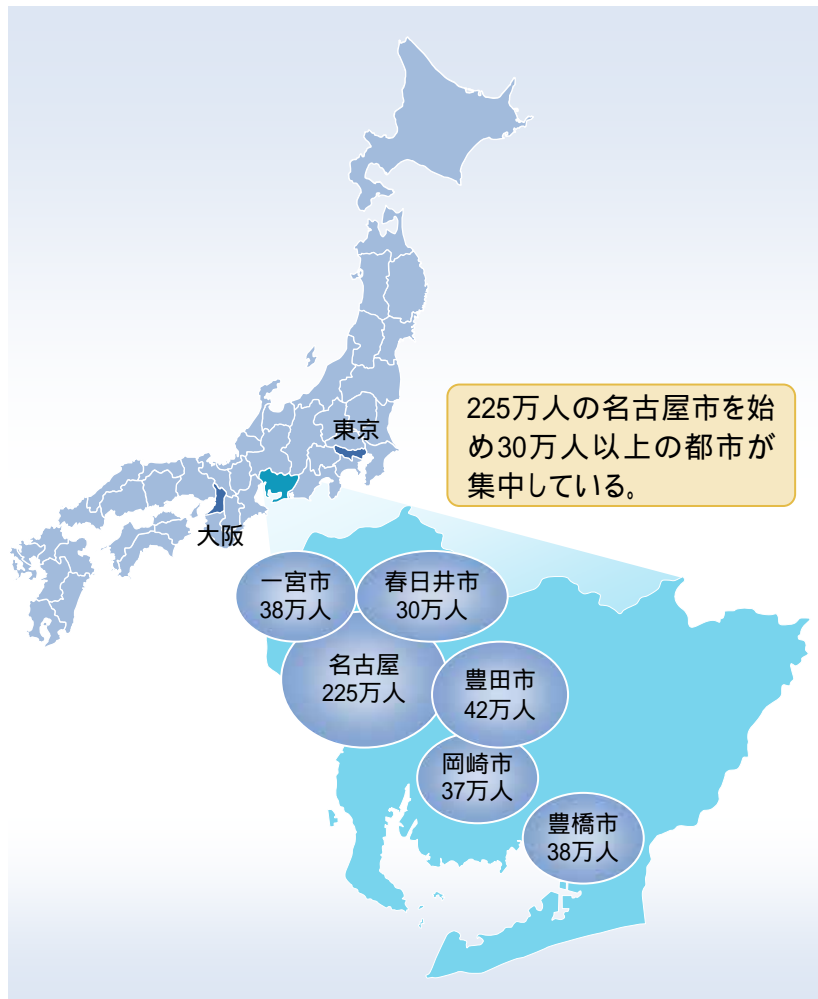 東京
大阪
225万人の名古屋市を始
め30万人以上の都市が
集中している。
一宮市
38万人
春日井市
30万人
名古屋
225万人
豊田市
42万人
岡崎市
37万人
豊橋市
38万人